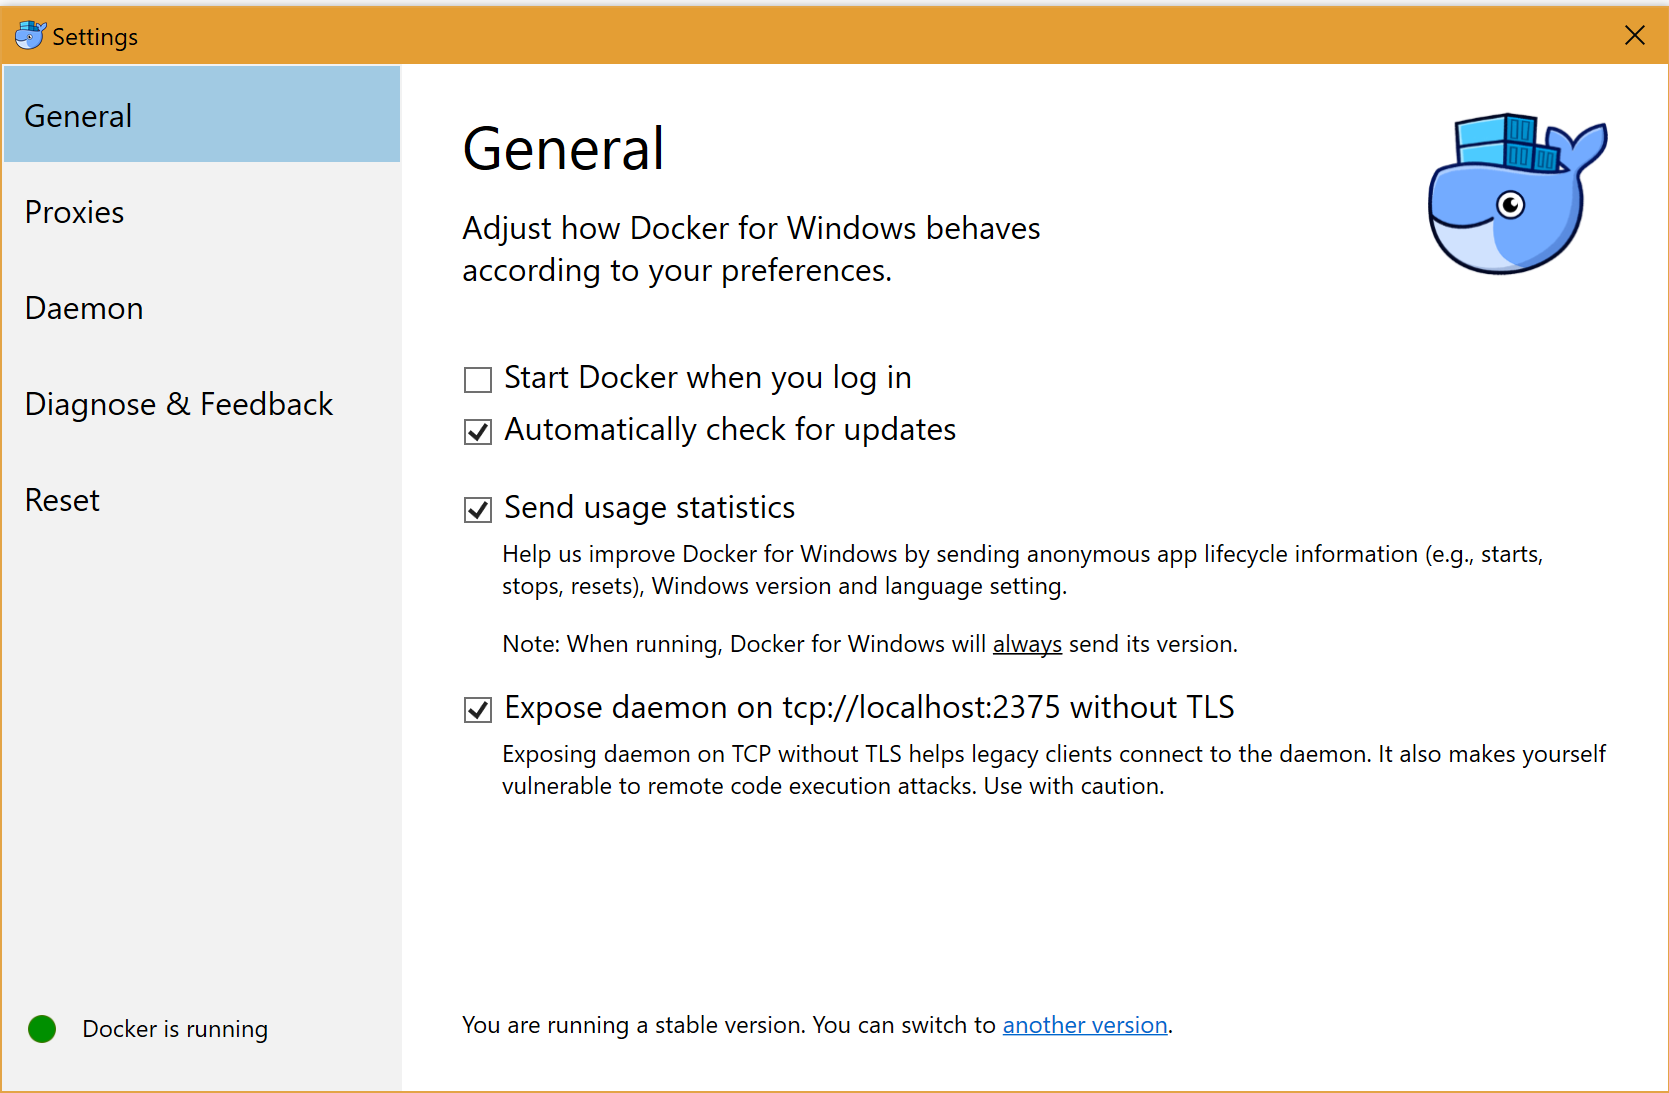 Settings
General
Proxies
Daemon
Diagnose & Feedback
Reset
Docker is running
General
Adjust how Docker for Windows behaves
according to your preferences.
Start Docker when you log in
Automatically check for updates
Send usage statistics
Help us improve Docker for Windows by sending anonymous app lifecycle information (e.g., starts,
stops, resets), Windows version and language setting.
Note: When running, Docker for Windows will always send its version.
Expose daemon on tcp://localhost:2375 without TLS
Exposing daemon on TCP without TLS helps legacy clients connect to the daemon. It also makes yourself
vulnerable to remote code execution attacks. Use with caution.
You are running a stable version. You can switch to another version.